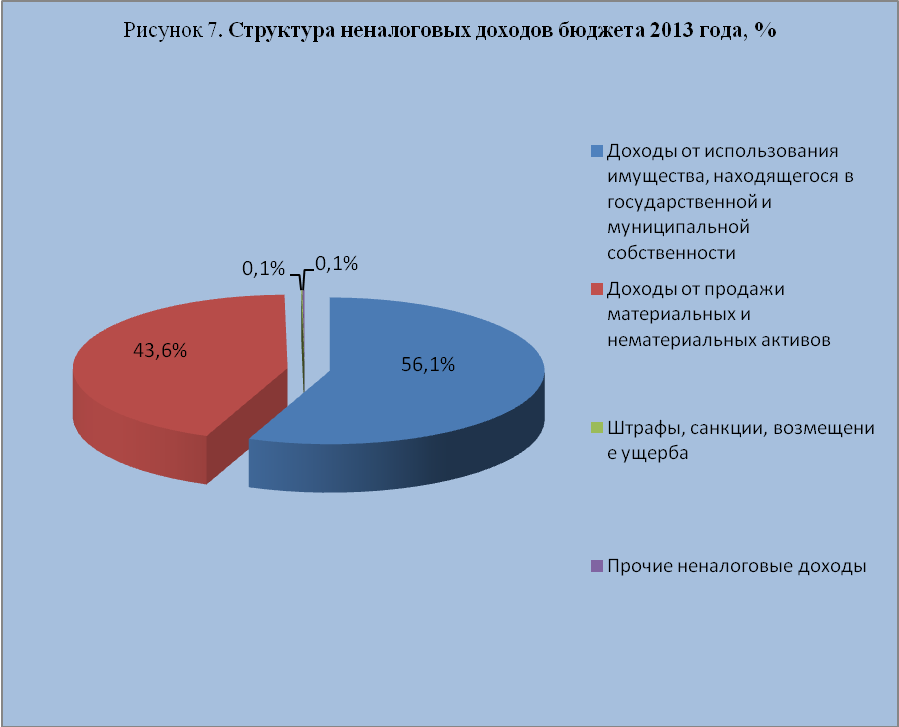 Рисунок 7. Структура неналоговых доходов бюджета 2013 года, %
0,1%
0,1%
43,6%
56,1%
Доходы от использования
имущества, находящегося в
государственной и
муниципальной
собственности
Доходы от продажи
материальных и
нематериальных активов
Штрафы, санкции, возмещени
е ущерба
Прочие неналоговые доходы